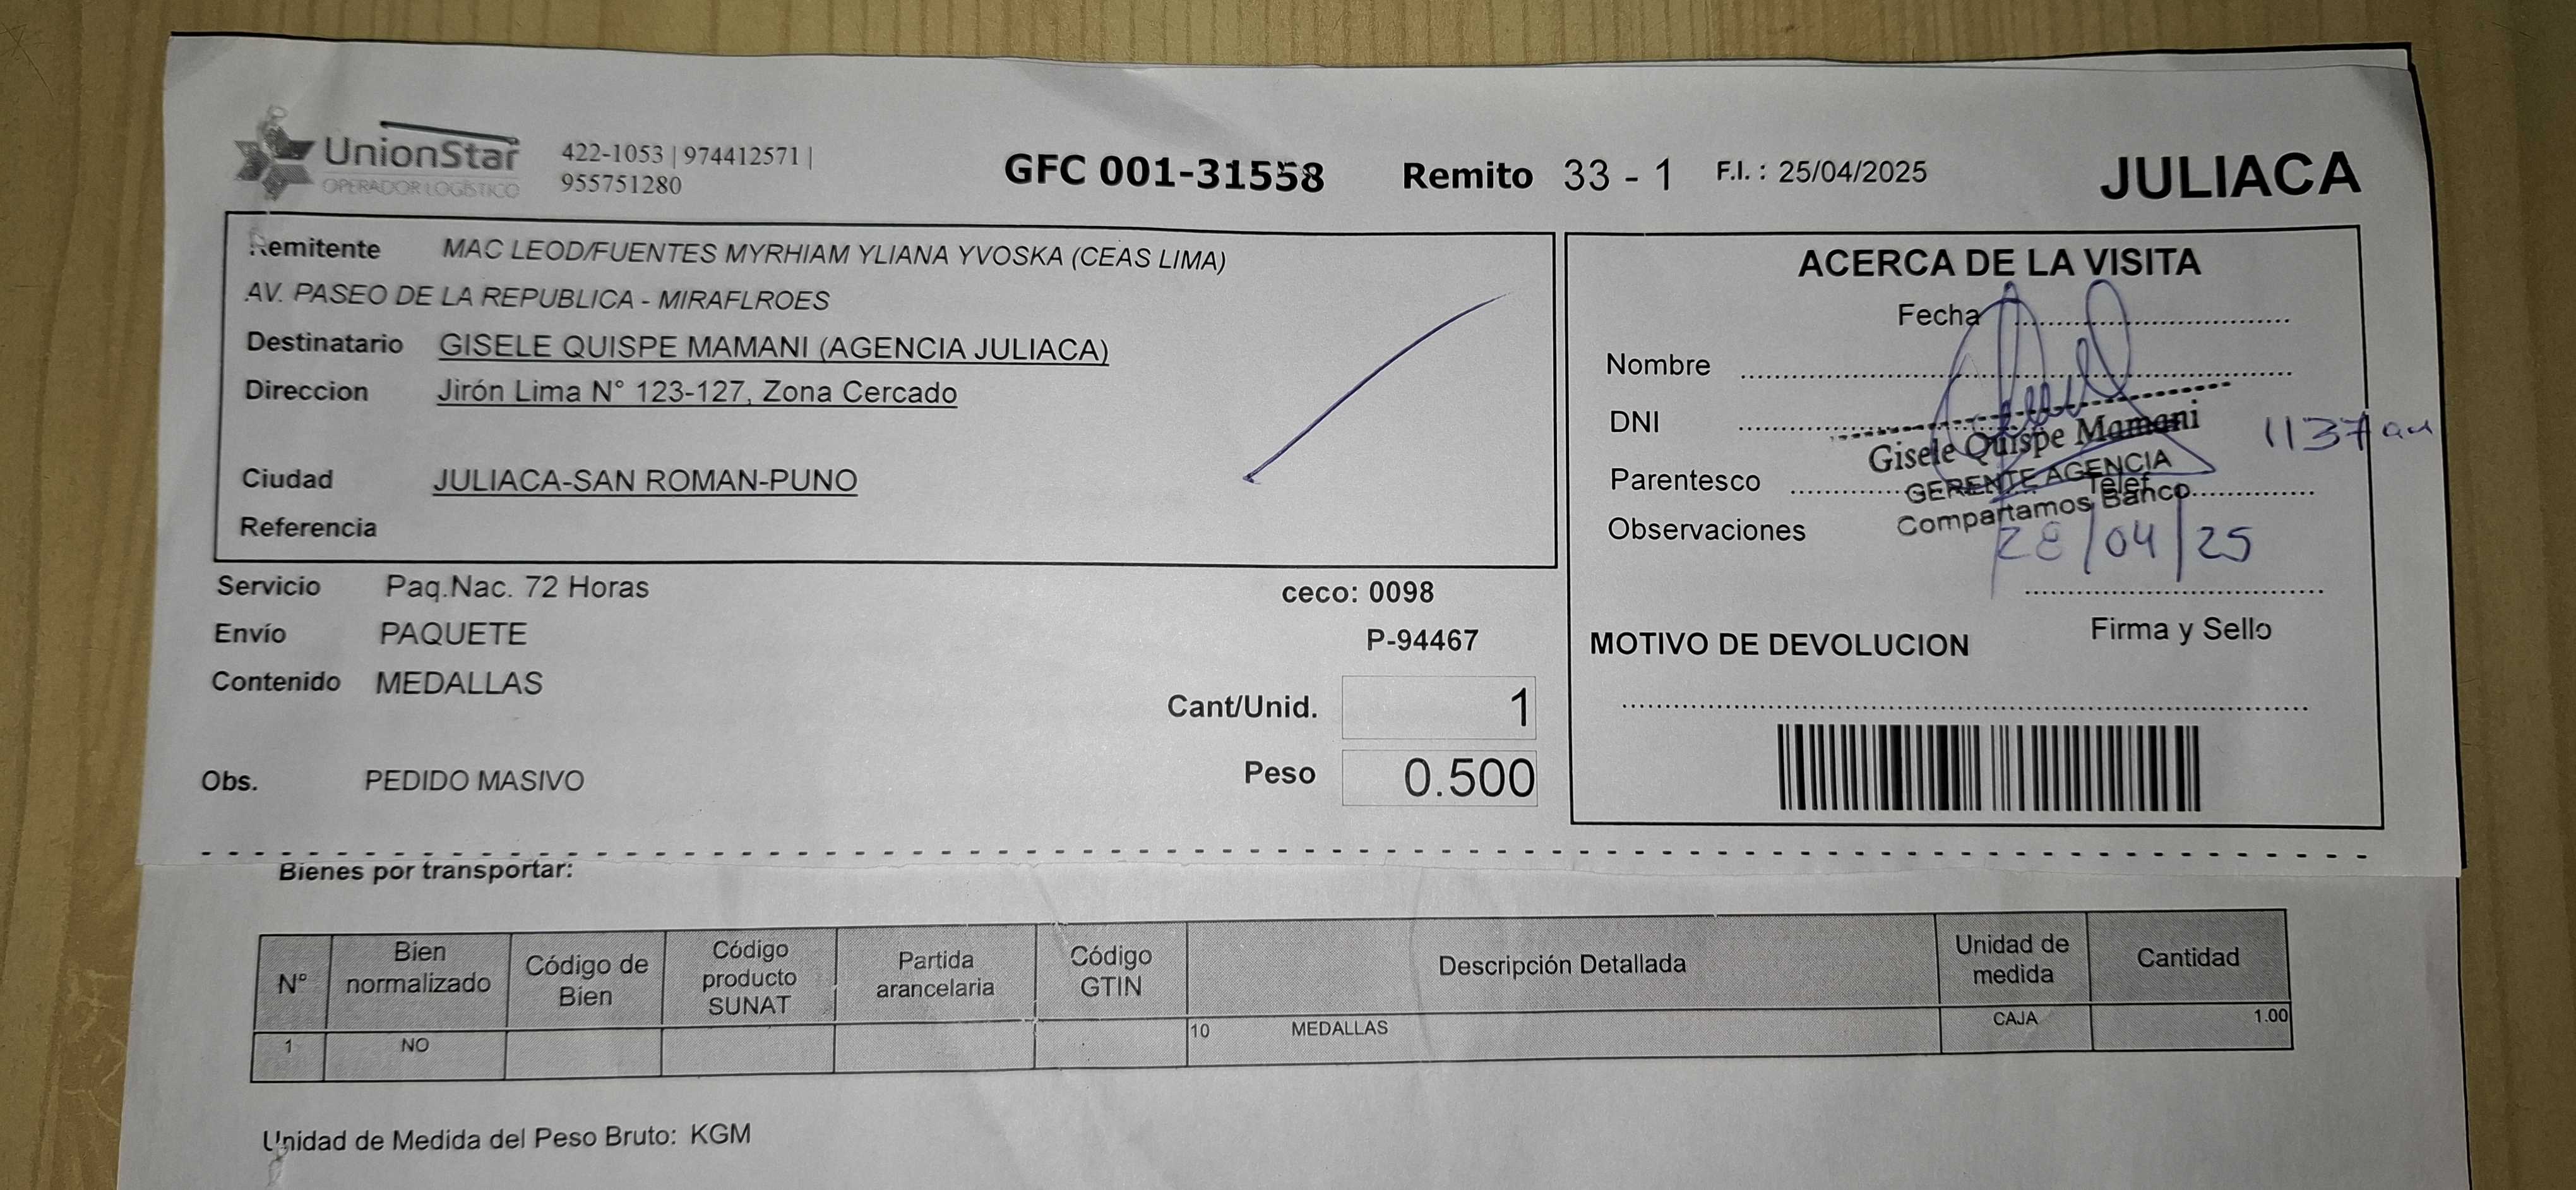 UnionStar
OPERADOR LOGÍSTICO
422-1053 | 974412571 |
955751280
GFC 001-31558 Remito 33 - 1 F.I. : 25/04/2025 JULIACA
Remitente MAC LEOD/FUENTES MYRHIAM YLIANA YVOSKA (CEAS LIMA)
AV. PASEO DE LA REPUBLICA - MIRAFLROES
Destinatario GISELE QUISPE MAMANI (AGENCIA JULIACA)
Direccion Jirón Lima N° 123-127, Zona Cercado
Ciudad JULIACA-SAN ROMAN-PUNO
Referencia
Servicio Paq.Nac. 72 Horas
ceco: 0098
Envío PAQUETE
P-94467
Contenido MEDALLAS
Cant/Unid. 1
Peso 0.500
Obs. PEDIDO MASIVO
ACERCA DE LA VISITA
Fecha
Nombre
DNI
Gisele Quispe Mamani
1137am
Parentesco
GERENTE AGENCIA
Telef
Compartamos Banco
Observaciones
28/04/25
Firma y Sello
MOTIVO DE DEVOLUCION
Bienes por transportar:
N° Bien normalizado Código de Bien Código producto SUNAT Partida arancelaria Código GTIN Descripción Detallada Unidad de medida Cantidad
1 NO 10 MEDALLAS CAJA 1.00
Unidad de Medida del Peso Bruto: KGM